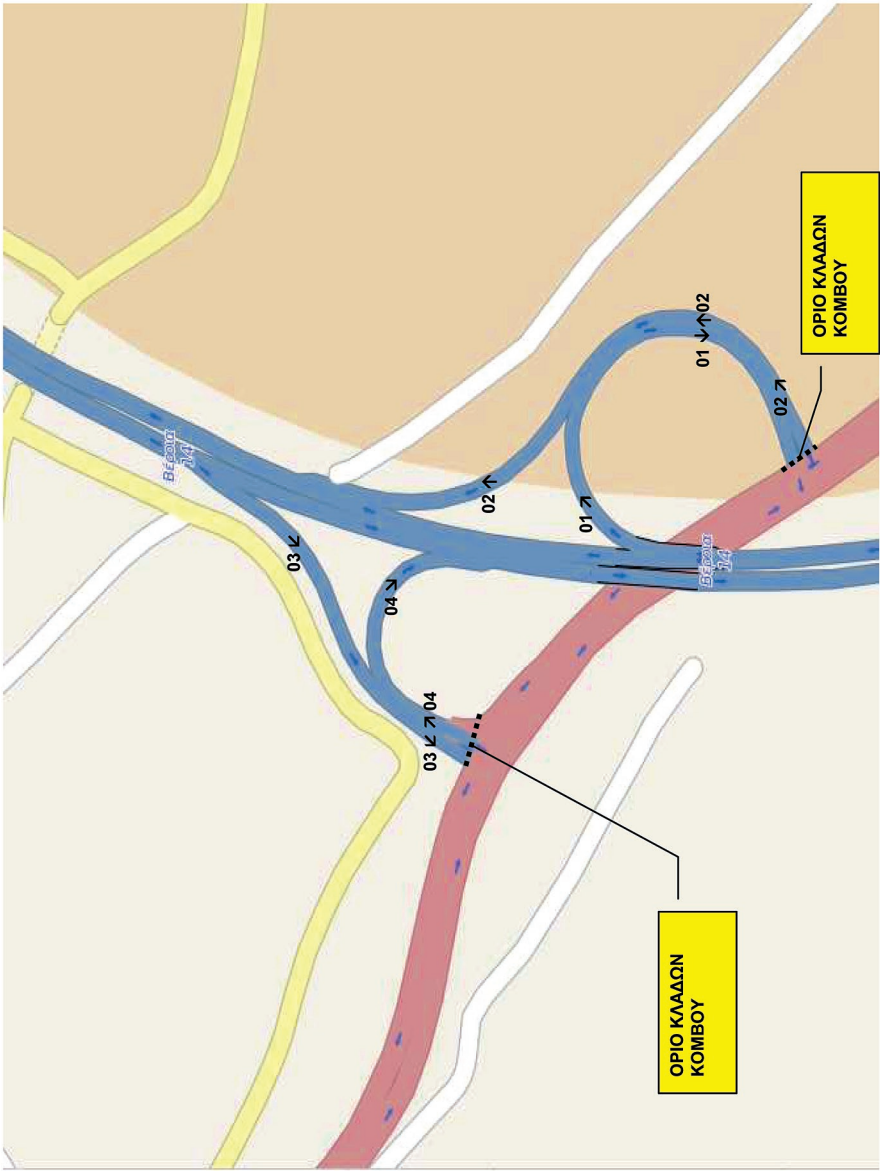 Βέροια
14
03 ↙
04 ↘
03 ↙ ↗ 04
02 ↑
01 ↗
01 ↓ ↑ 02
02 ↗
Βέροια
14
ΟΡΙΟ ΚΛΑΔΩΝ
ΚΟΜΒΟΥ
ΟΡΙΟ ΚΛΑΔΩΝ
ΚΟΜΒΟΥ